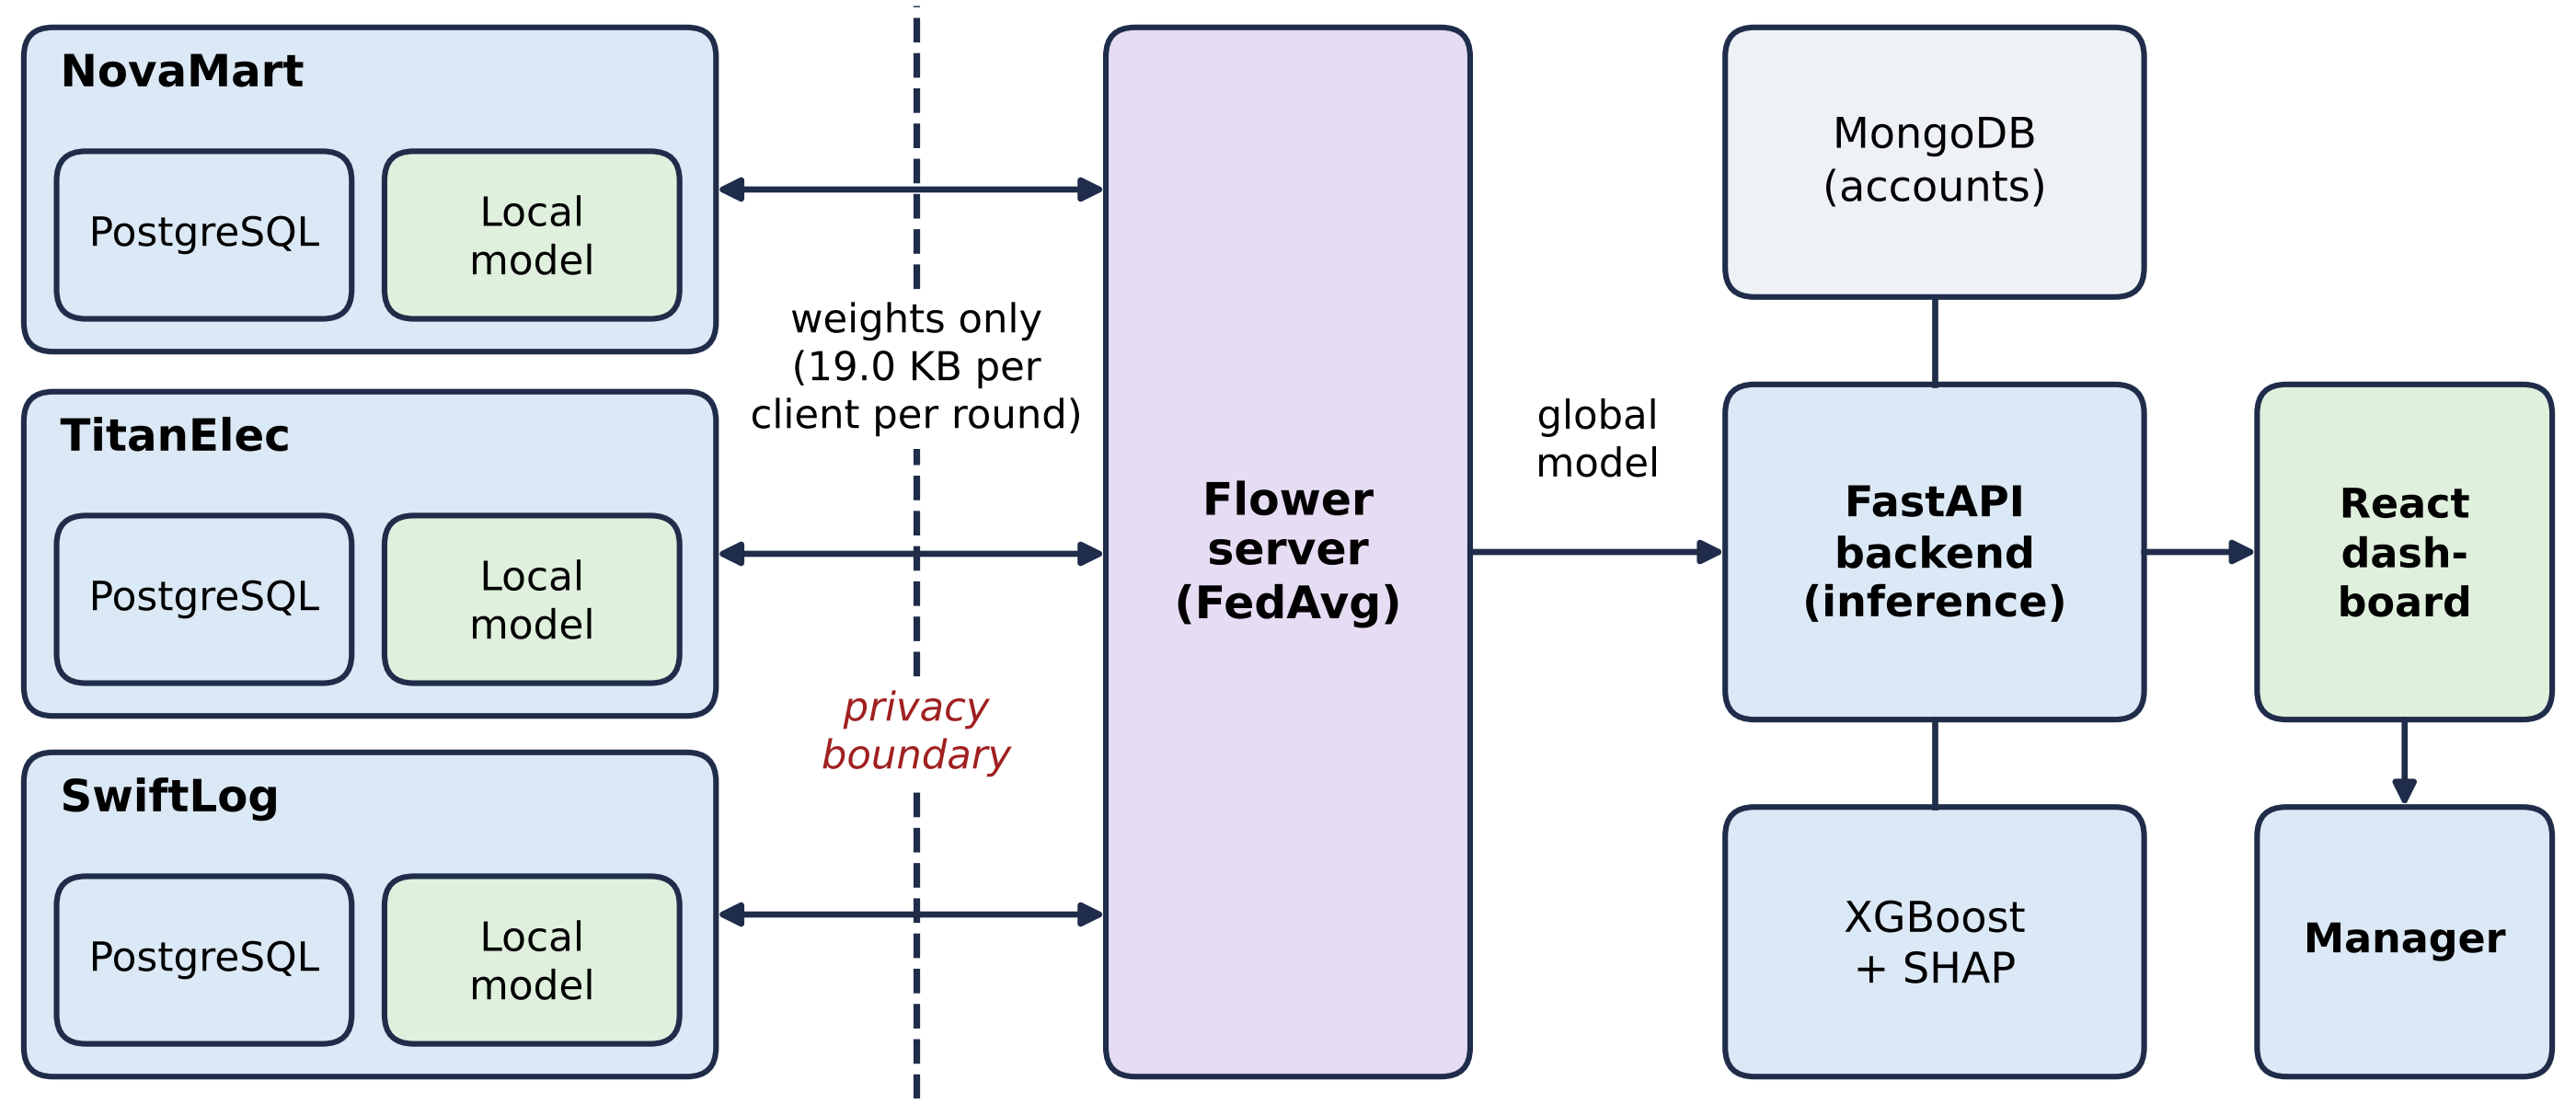 NovaMart
PostgreSQL
Local
model
TitanElec
PostgreSQL
Local
model
SwiftLog
PostgreSQL
Local
model
weights only
(19.0 KB per
client per round)
privacy
boundary
Flower
server
(FedAvg)
global
model
MongoDB
(accounts)
FastAPI
backend
(inference)
XGBoost
+ SHAP
React
dash-
board
Manager